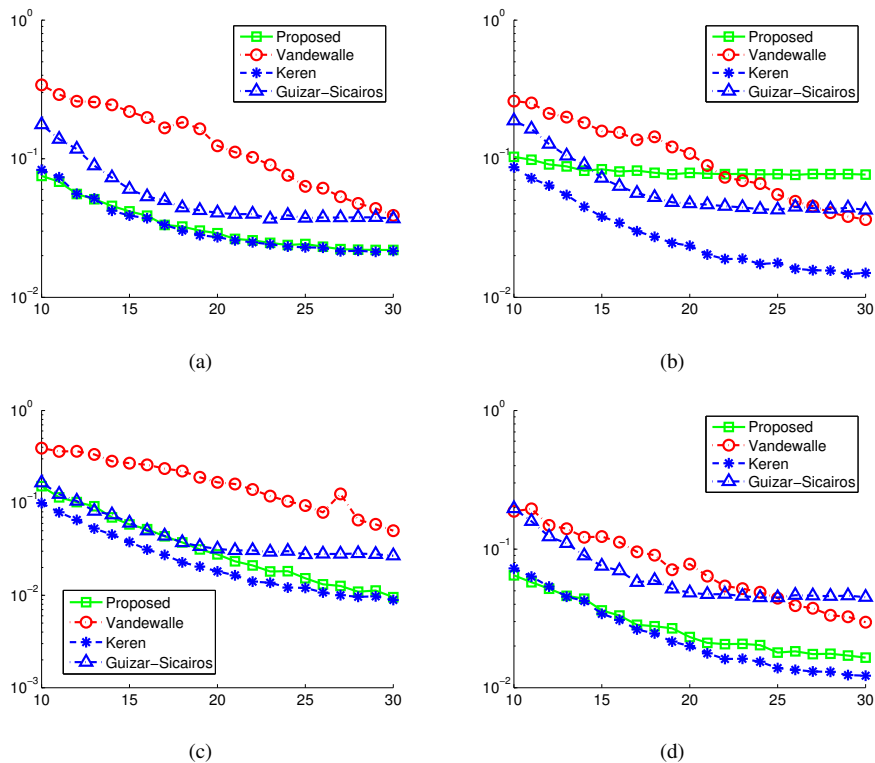 10^0
10^-1
10^-2
10 15 20 25 30
Proposed
Vandewalle
Keren
Guizar-Sicairos
(a)
10^0
10^-1
10^-2
10 15 20 25 30
Proposed
Vandewalle
Keren
Guizar-Sicairos
(b)
10^0
10^-1
10^-2
10^-3
10 15 20 25 30
Proposed
Vandewalle
Keren
Guizar-Sicairos
(c)
10^0
10^-1
10^-2
10 15 20 25 30
Proposed
Vandewalle
Keren
Guizar-Sicairos
(d)